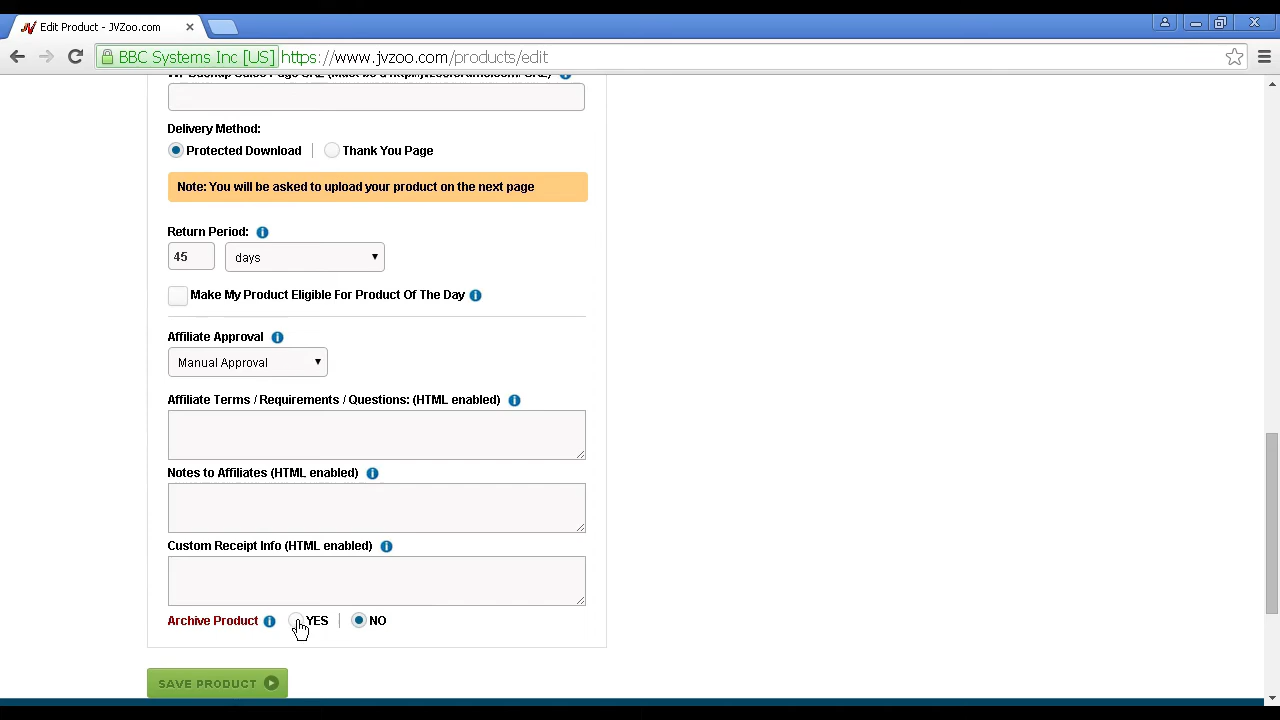 Edit Product - JVZoo.com
BBC Systems Inc [US] https://www.jvzoo.com/products/edit
Delivery Method:
Protected Download | Thank You Page
Note: You will be asked to upload your product on the next page
Return Period:
45 days
Make My Product Eligible For Product Of The Day
Affiliate Approval
Manual Approval
Affiliate Terms / Requirements / Questions: (HTML enabled)
Notes to Affiliates (HTML enabled)
Custom Receipt Info (HTML enabled)
Archive Product YES | NO
SAVE PRODUCT